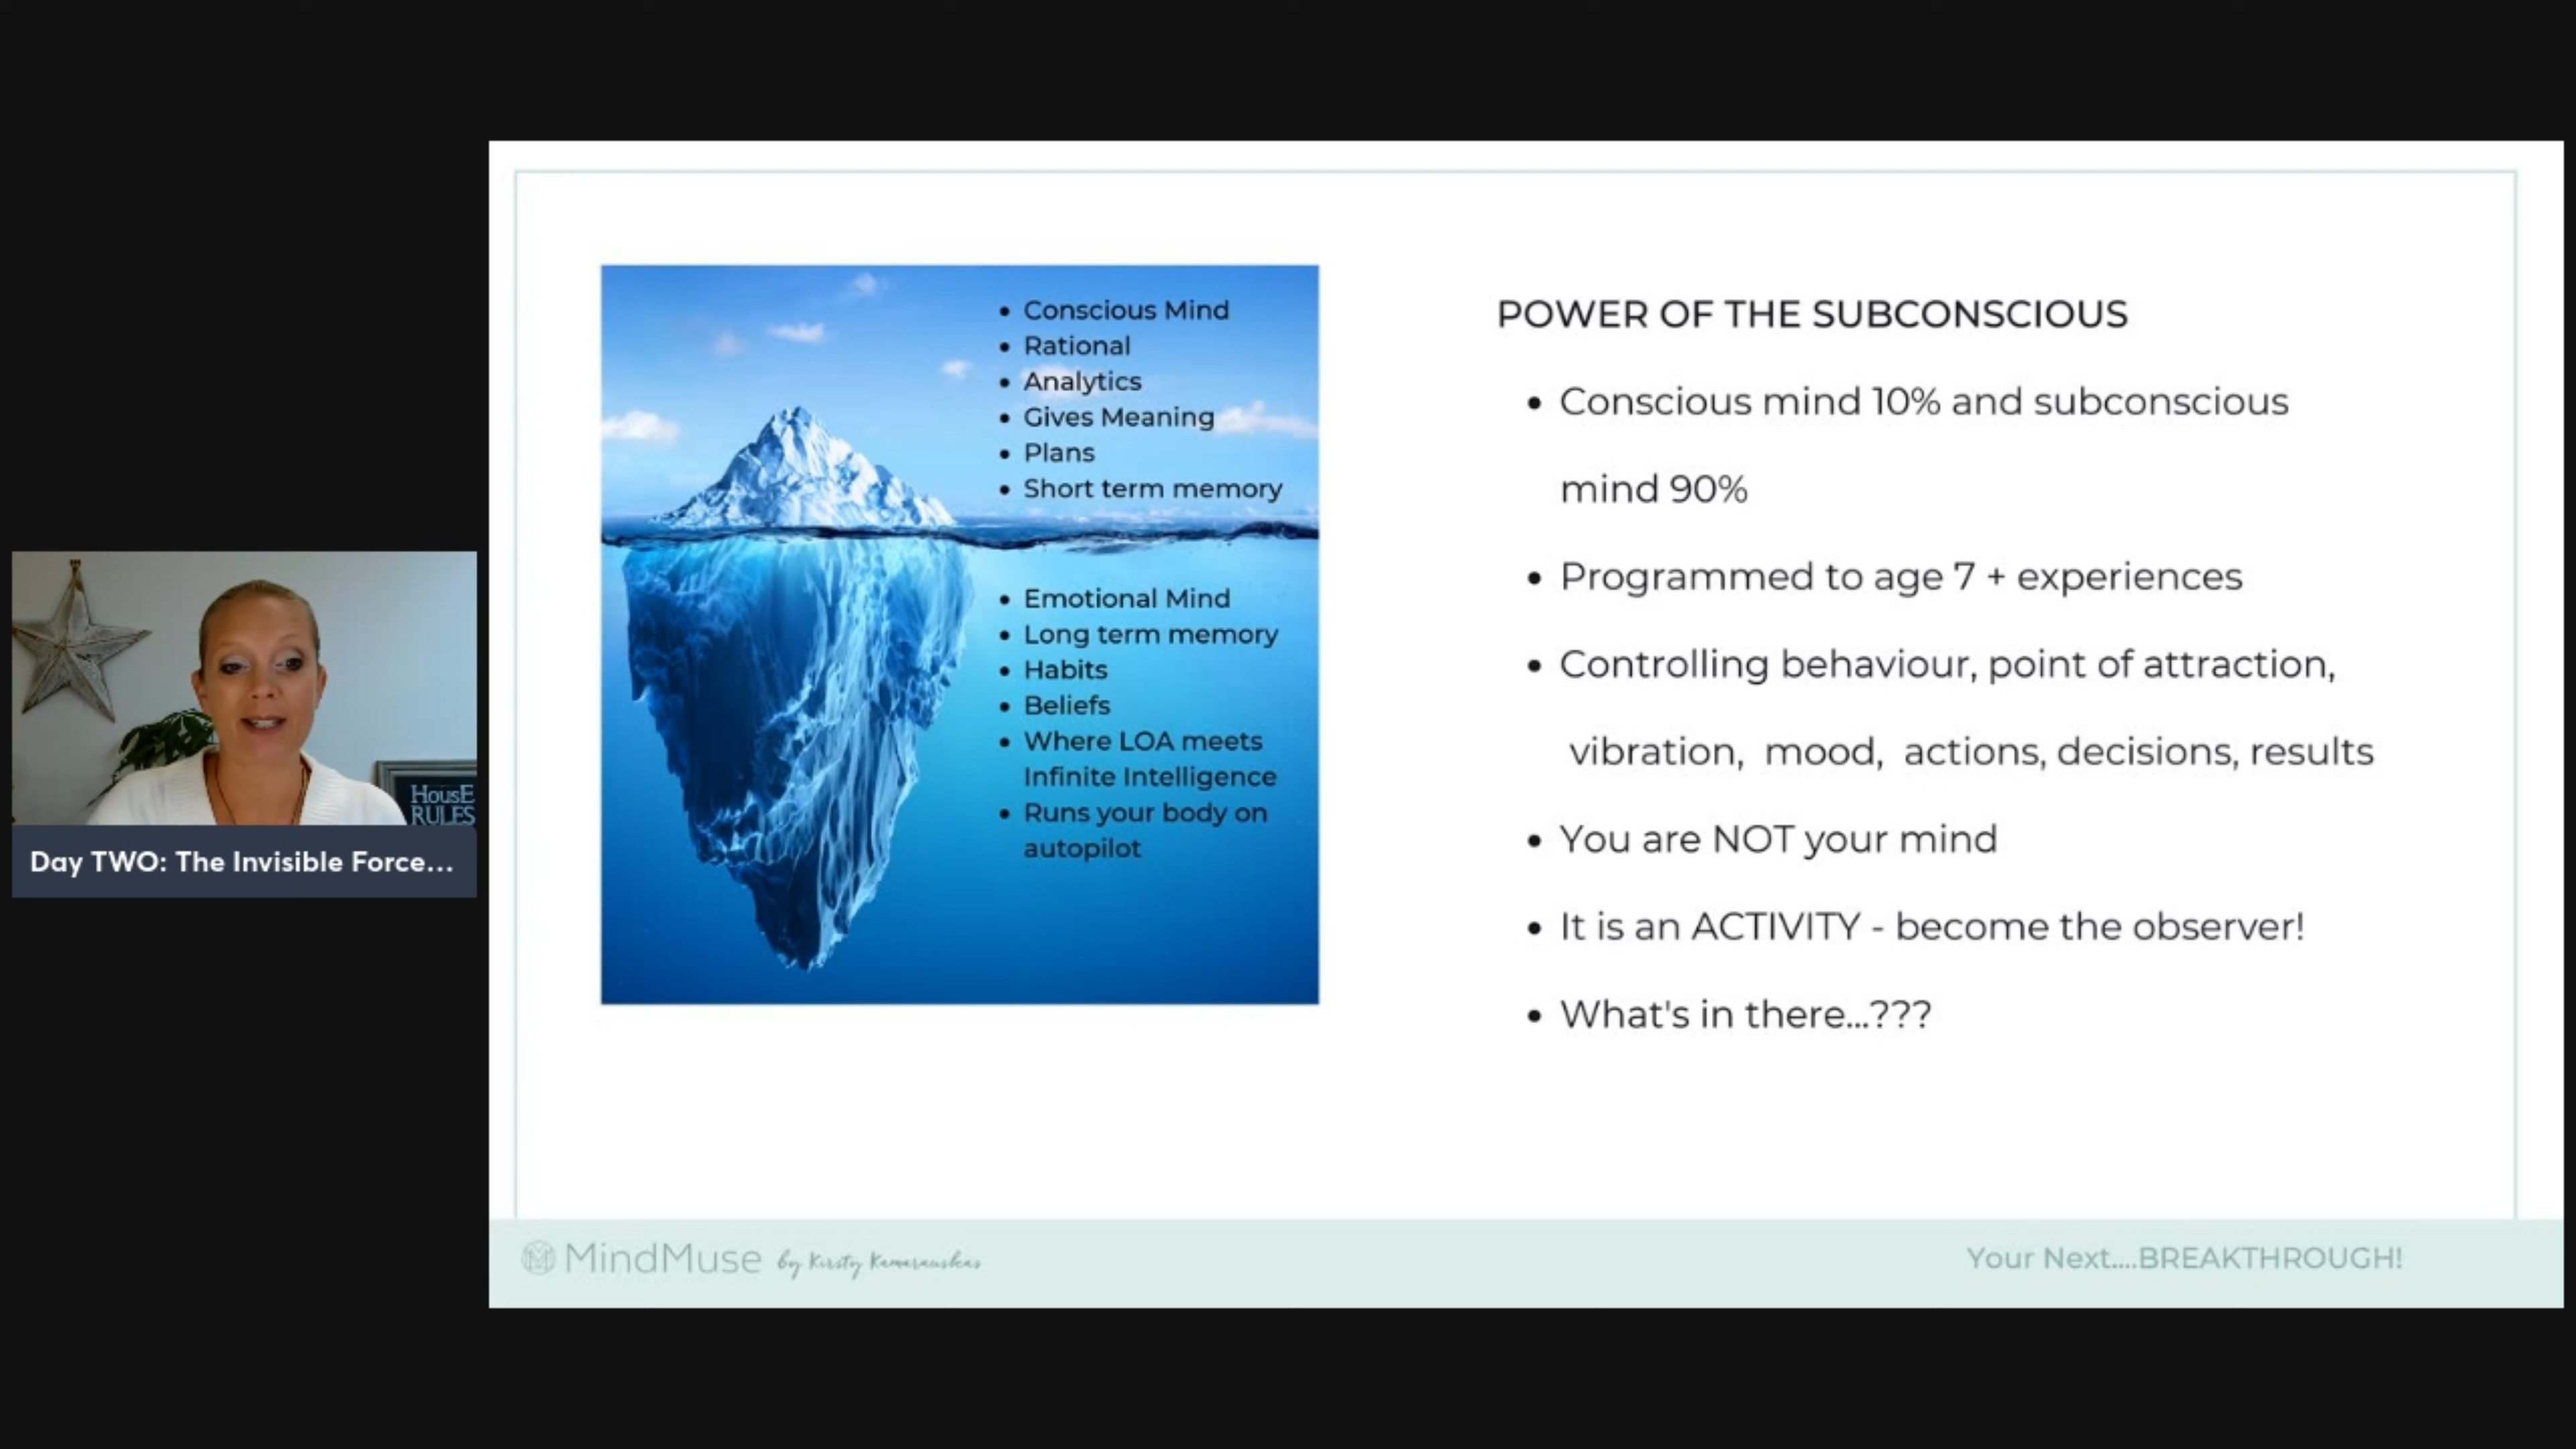 HousE
RULES
Day TWO: The Invisible Force...
• Conscious Mind
• Rational
• Analytics
• Gives Meaning
• Plans
• Short term memory
• Emotional Mind
• Long term memory
• Habits
• Beliefs
• Where LOA meets
Infinite Intelligence
• Runs your body on
autopilot
POWER OF THE SUBCONSCIOUS
• Conscious mind 10% and subconscious
mind 90%
• Programmed to age 7 + experiences
• Controlling behaviour, point of attraction,
vibration, mood, actions, decisions, results
• You are NOT your mind
• It is an ACTIVITY - become the observer!
• What's in there...???
MindMuse by Kirsty Kamarauskas
Your Next....BREAKTHROUGH!